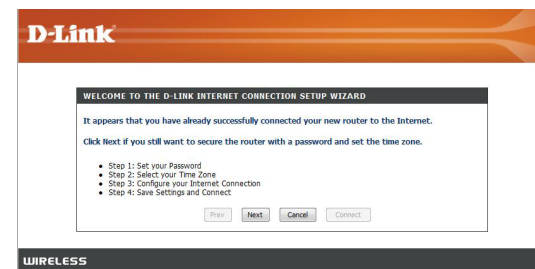 D-Link
WELCOME TO THE D-LINK INTERNET CONNECTION SETUP WIZARD
It appears that you have already successfully connected your new router to the Internet.
Click Next if you still want to secure the router with a password and set the time zone.
• Step 1: Set your Password
• Step 2: Select your Time Zone
• Step 3: Configure your Internet Connection
• Step 4: Save Settings and Connect
Prev Next Cancel Connect
WIRELESS